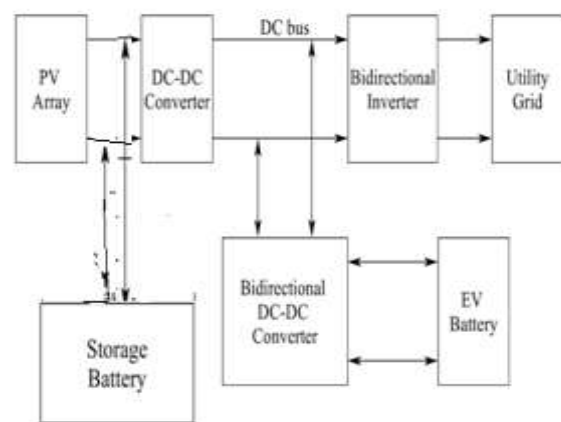 DC bus
PV
Array
DC-DC
Converter
Bidirectional
Inverter
Utility
Grid
Bidirectional
DC-DC
Converter
EV
Battery
Storage
Battery